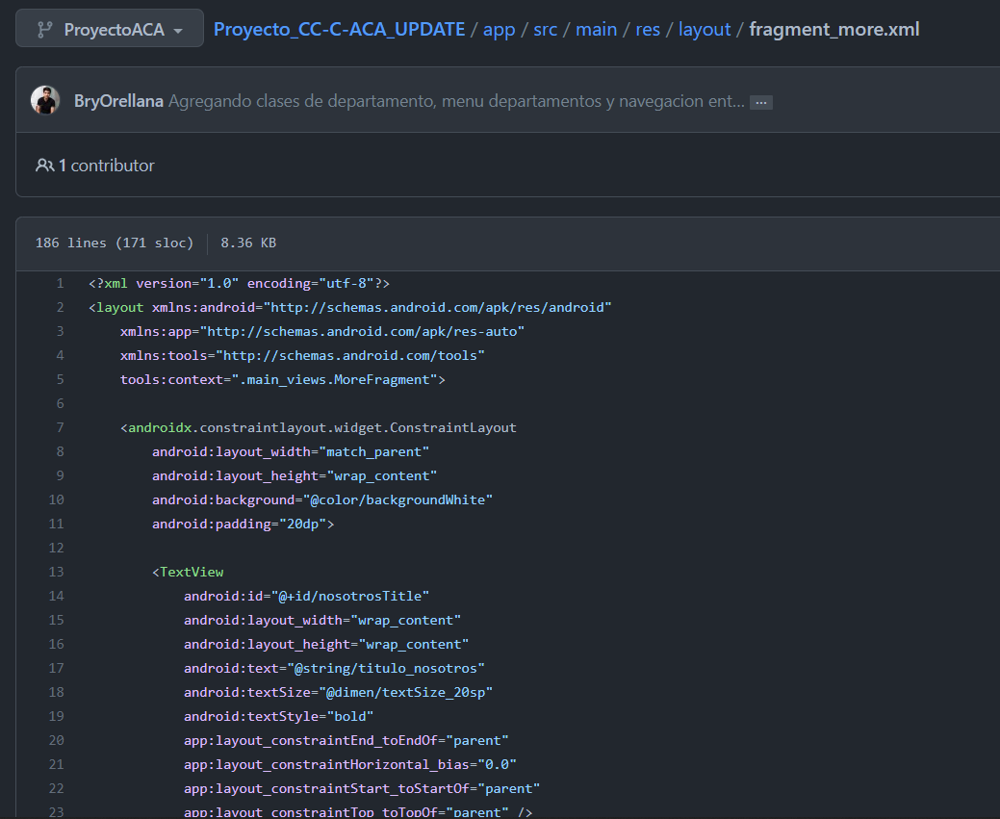 ProyectoACA Proyecto_CC-C-ACA_UPDATE / app / src / main / res / layout / fragment_more.xml
BryOrellana Agregando clases de departamento, menu departamentos y navegacion ent... ...
1 contributor
186 lines (171 sloc) 8.36 KB
1 <?xml version="1.0" encoding="utf-8"?>
2 <layout xmlns:android="http://schemas.android.com/apk/res/android"
3 xmlns:app="http://schemas.android.com/apk/res-auto"
4 xmlns:tools="http://schemas.android.com/tools"
5 tools:context=".main_views.MoreFragment">
6
7 <androidx.constraintlayout.widget.ConstraintLayout
8 android:layout_width="match_parent"
9 android:layout_height="wrap_content"
10 android:background="@color/backgroundWhite"
11 android:padding="20dp">
12
13 <TextView
14 android:id="@+id/nosotrosTitle"
15 android:layout_width="wrap_content"
16 android:layout_height="wrap_content"
17 android:text="@string/titulo_nosotros"
18 android:textSize="@dimen/textSize_20sp"
19 android:textStyle="bold"
20 app:layout_constraintEnd_toEndOf="parent"
21 app:layout_constraintHorizontal_bias="0.0"
22 app:layout_constraintStart_toStartOf="parent"
23 app:layout_constraintTop_toTopOf="parent" />